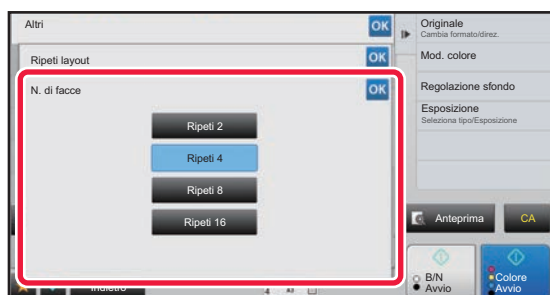 Altri
OK
Ripeti layout
OK
N. di facce
OK
Ripeti 2
Ripeti 4
Ripeti 8
Ripeti 16
Originale
Cambia formato/direz.
Mod. colore
Regolazione sfondo
Esposizione
Seleziona tipo/Esposizione
Anteprima
CA
B/N
Avvio
Colore
Avvio